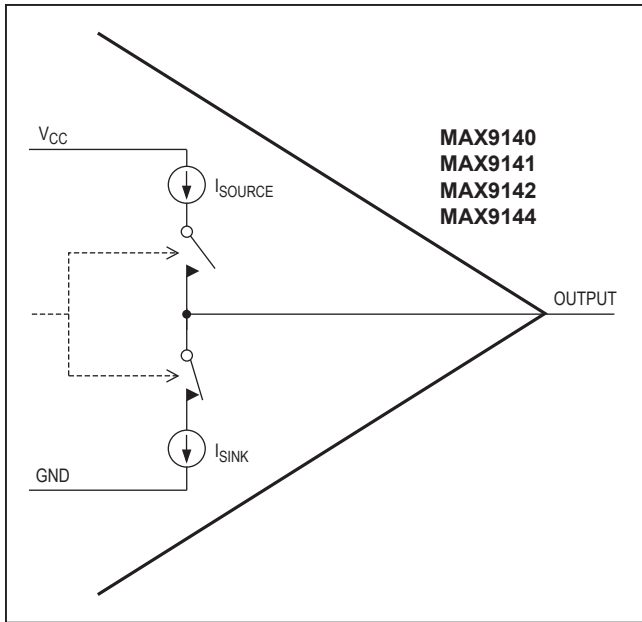 MAX9140
MAX9141
MAX9142
MAX9144
VCC
ISOURCE
OUTPUT
ISINK
GND